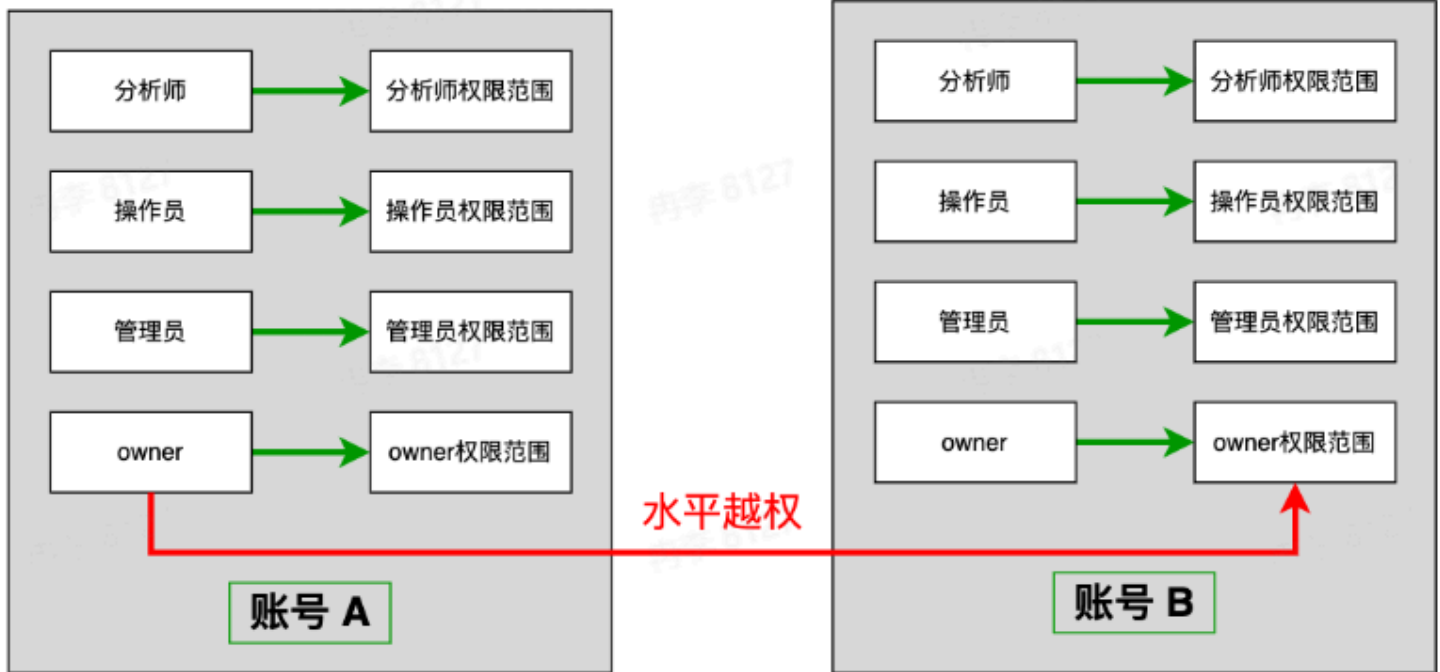 分析师
分析师权限范围
操作员
操作员权限范围
管理员
管理员权限范围
owner
owner权限范围
账号 A
水平越权
分析师
分析师权限范围
操作员
操作员权限范围
管理员
管理员权限范围
owner
owner权限范围
账号 B
冉李 8127